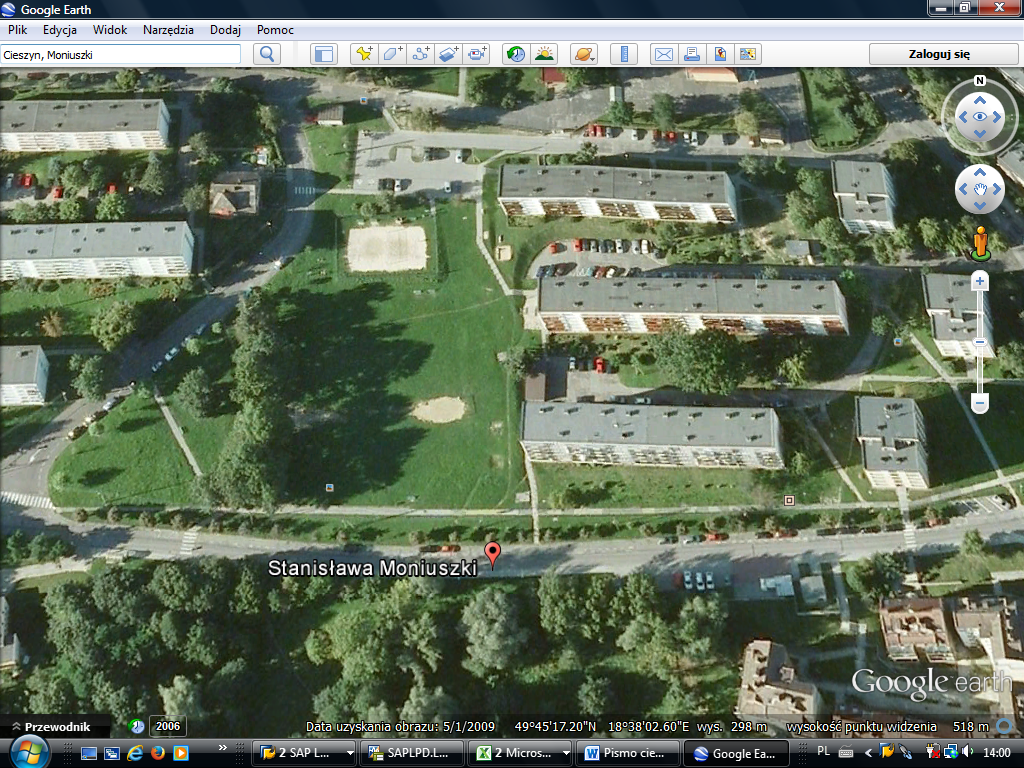 Google Earth
Plik Edycja Widok Narzędzia Dodaj Pomoc
Cieszyn, Moniuszki
Zaloguj się
N
Stanisława Moniuszki
Google earth
Przewodnik
2006
Data uzyskania obrazu: 5/1/2009 49°45'17.20"N 18°38'02.60"E wys. 298 m wysokość punktu widzenia 518 m
» 2 SAP L... SAPLPD.L... 2 Micros... Pismo cie... Google Ea... PL 14:00